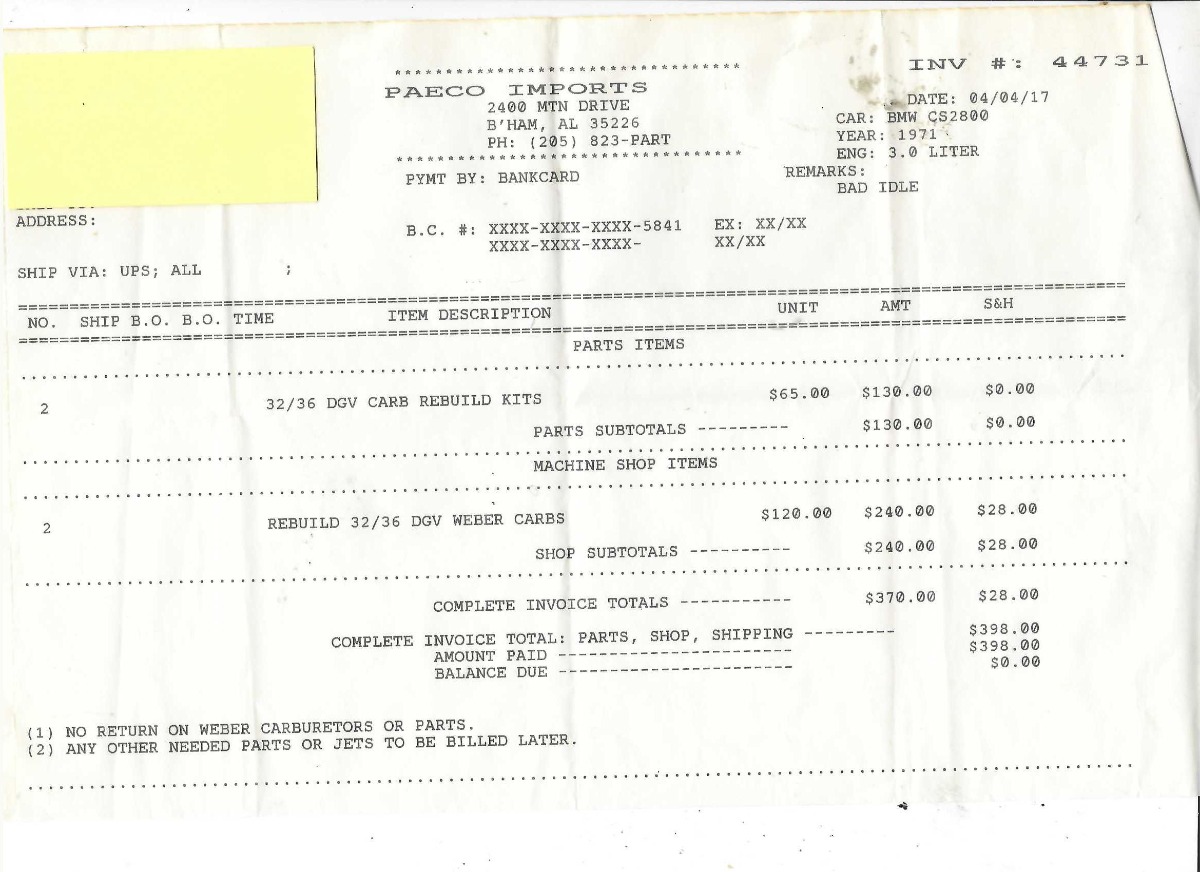 *********************************
INV #: 44731
PAECO IMPORTS
2400 MTN DRIVE
B'HAM, AL 35226
PH: (205) 823-PART
*********************************
DATE: 04/04/17
CAR: BMW CS2800
YEAR: 1971
ENG: 3.0 LITER
PYMT BY: BANKCARD
REMARKS:
BAD IDLE
ADDRESS:
B.C. #: XXXX-XXXX-XXXX-5841 EX: XX/XX
XXXX-XXXX-XXXX- XX/XX
SHIP VIA: UPS; ALL ;
NO. SHIP B.O. B.O. TIME ITEM DESCRIPTION UNIT AMT S&H
PARTS ITEMS
2 32/36 DGV CARB REBUILD KITS $65.00 $130.00 $0.00
PARTS SUBTOTALS --------- $130.00 $0.00
MACHINE SHOP ITEMS
2 REBUILD 32/36 DGV WEBER CARBS $120.00 $240.00 $28.00
SHOP SUBTOTALS ---------- $240.00 $28.00
COMPLETE INVOICE TOTALS ----------- $370.00 $28.00
COMPLETE INVOICE TOTAL: PARTS, SHOP, SHIPPING --------- $398.00
AMOUNT PAID ----------------------- $398.00
BALANCE DUE ----------------------- $0.00
(1) NO RETURN ON WEBER CARBURETORS OR PARTS.
(2) ANY OTHER NEEDED PARTS OR JETS TO BE BILLED LATER.